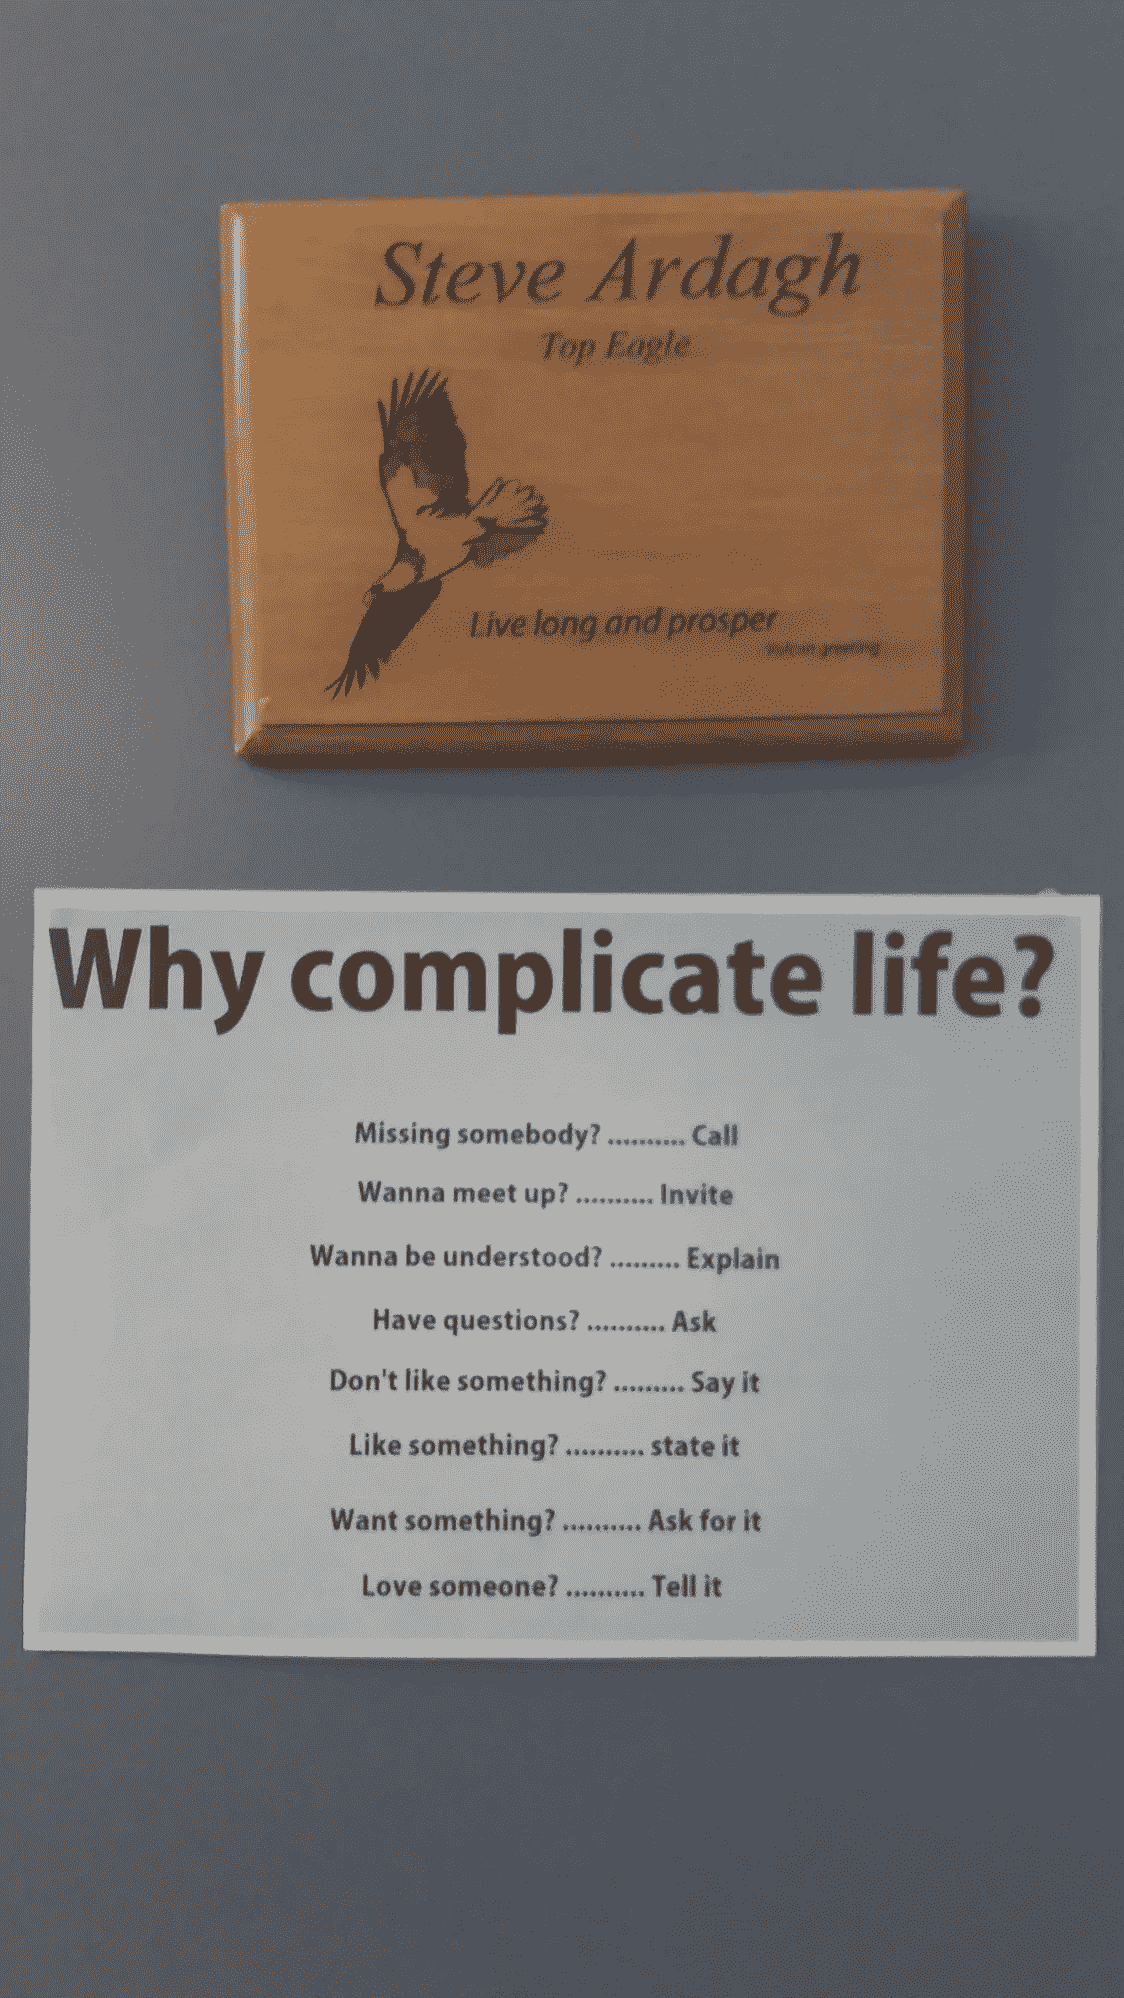 Steve Ardagh
Top Eagle
Live long and prosper
vulcan greeting
Why complicate life?
Missing somebody? .......... Call
Wanna meet up? .......... Invite
Wanna be understood? ......... Explain
Have questions? .......... Ask
Don't like something? ......... Say it
Like something? .......... state it
Want something? .......... Ask for it
Love someone? .......... Tell it